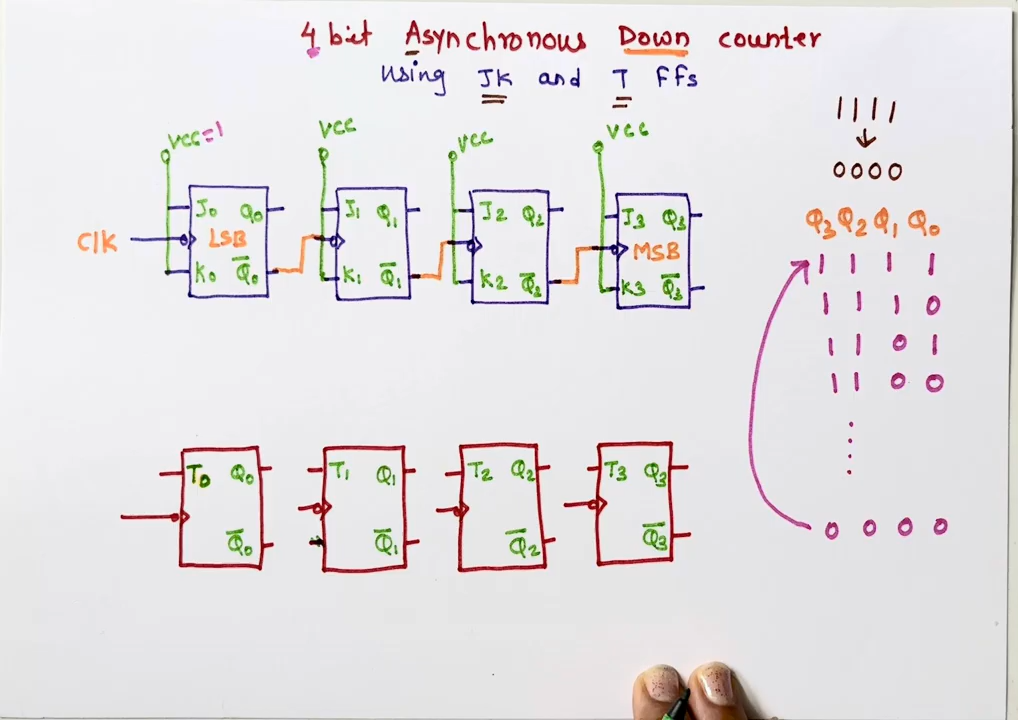 4 bit Asynchronous Down counter
using JK and T FFs
VCC=1
VCC
VCC
VCC
J0 Q0
CIK
LSB
K0 Q̅0
J1 Q1
K1 Q̅1
J2 Q2
K2 Q̅2
J3 Q3
MSB
K3 Q̅3
1111
↓
0000
Q3 Q2 Q1 Q0
1 1 1 1
1 1 1 0
1 1 0 1
1 1 0 0
0 0 0 0
T0 Q0
Q̅0
T1 Q1
Q̅1
T2 Q2
Q̅2
T3 Q3
Q̅3